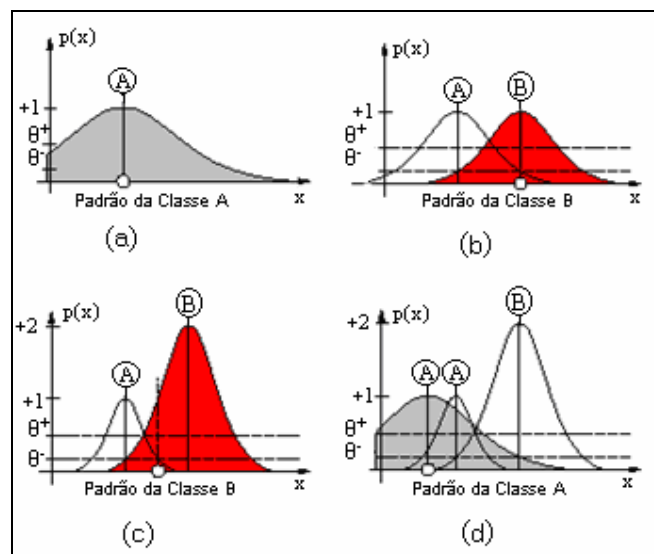 p(x)
A
+1
θ+
θ-
x
Padrão da Classe A
(a)
p(x)
A B
+1
θ+
θ-
x
Padrão da Classe B
(b)
p(x)
B
+2
A
+1
θ+
θ-
x
Padrão da Classe B
(c)
p(x)
B
+2
A A
+1
θ+
θ-
x
Padrão da Classe A
(d)